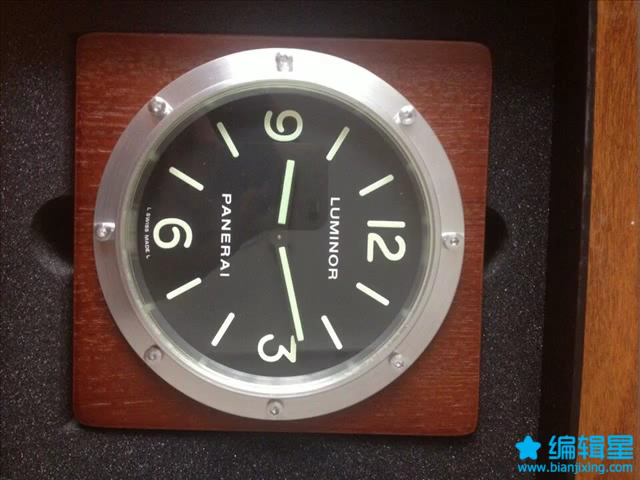 12
LUMINOR
9
3
PANERAI
6
L SWISS MADE L
编辑星
www.bianjixing.com